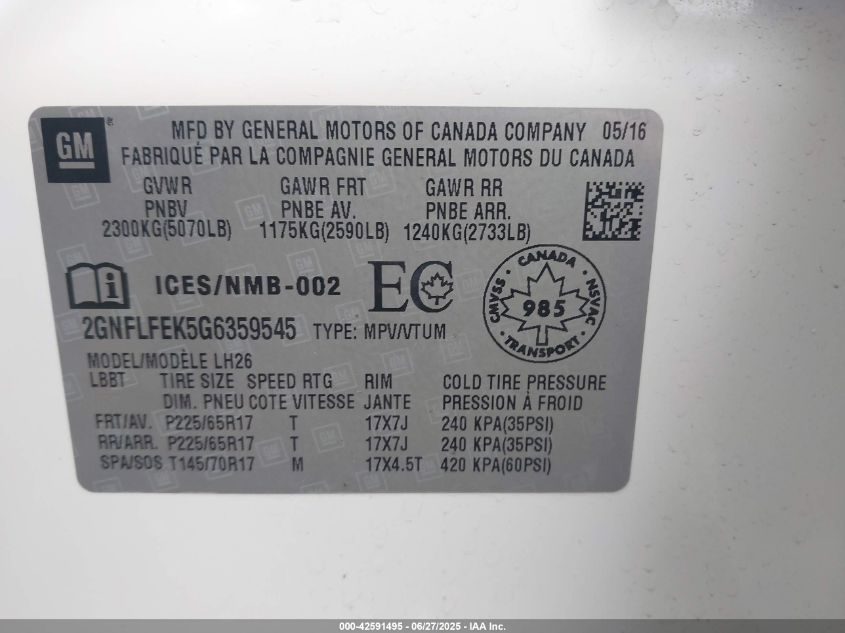 GM
MFD BY GENERAL MOTORS OF CANADA COMPANY 05/16
FABRIQUÉ PAR LA COMPAGNIE GENERAL MOTORS DU CANADA
GVWR GAWR FRT GAWR RR
PNBV PNBE AV. PNBE ARR.
2300KG(5070LB) 1175KG(2590LB) 1240KG(2733LB)
ICES/NMB-002 EC
CANADA
CMVSS 985 NSVAC
TRANSPORT
2GNFLFEK5G6359545 TYPE: MPV/VTUM
MODEL/MODÈLE LH26
LBBT TIRE SIZE SPEED RTG RIM COLD TIRE PRESSURE
DIM. PNEU COTE VITESSE JANTE PRESSION À FROID
FRT/AV. P225/65R17 T 17X7J 240 KPA(35PSI)
RR/ARR. P225/65R17 T 17X7J 240 KPA(35PSI)
SPA/SOS T145/70R17 M 17X4.5T 420 KPA(60PSI)
000-42591495 - 06/27/2025 - IAA Inc.